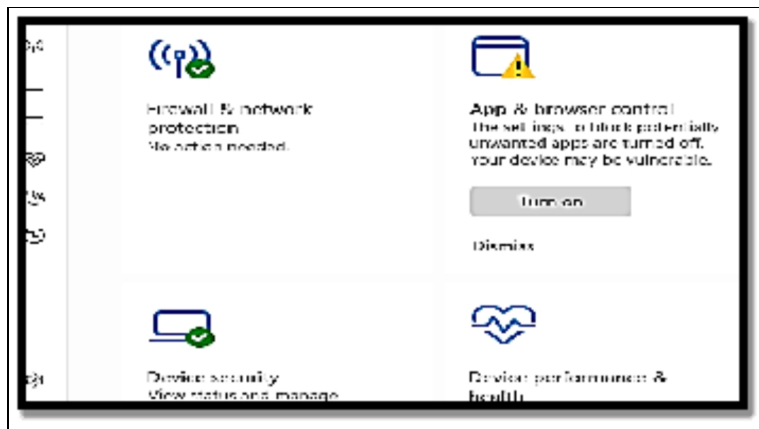 Firewall & network
protection
No action needed.
App & browser control
The settings to block potentially
unwanted apps are turned off.
Your device may be vulnerable.
Turn on
Dismiss
Device security
View status and manage
Device performance &
health